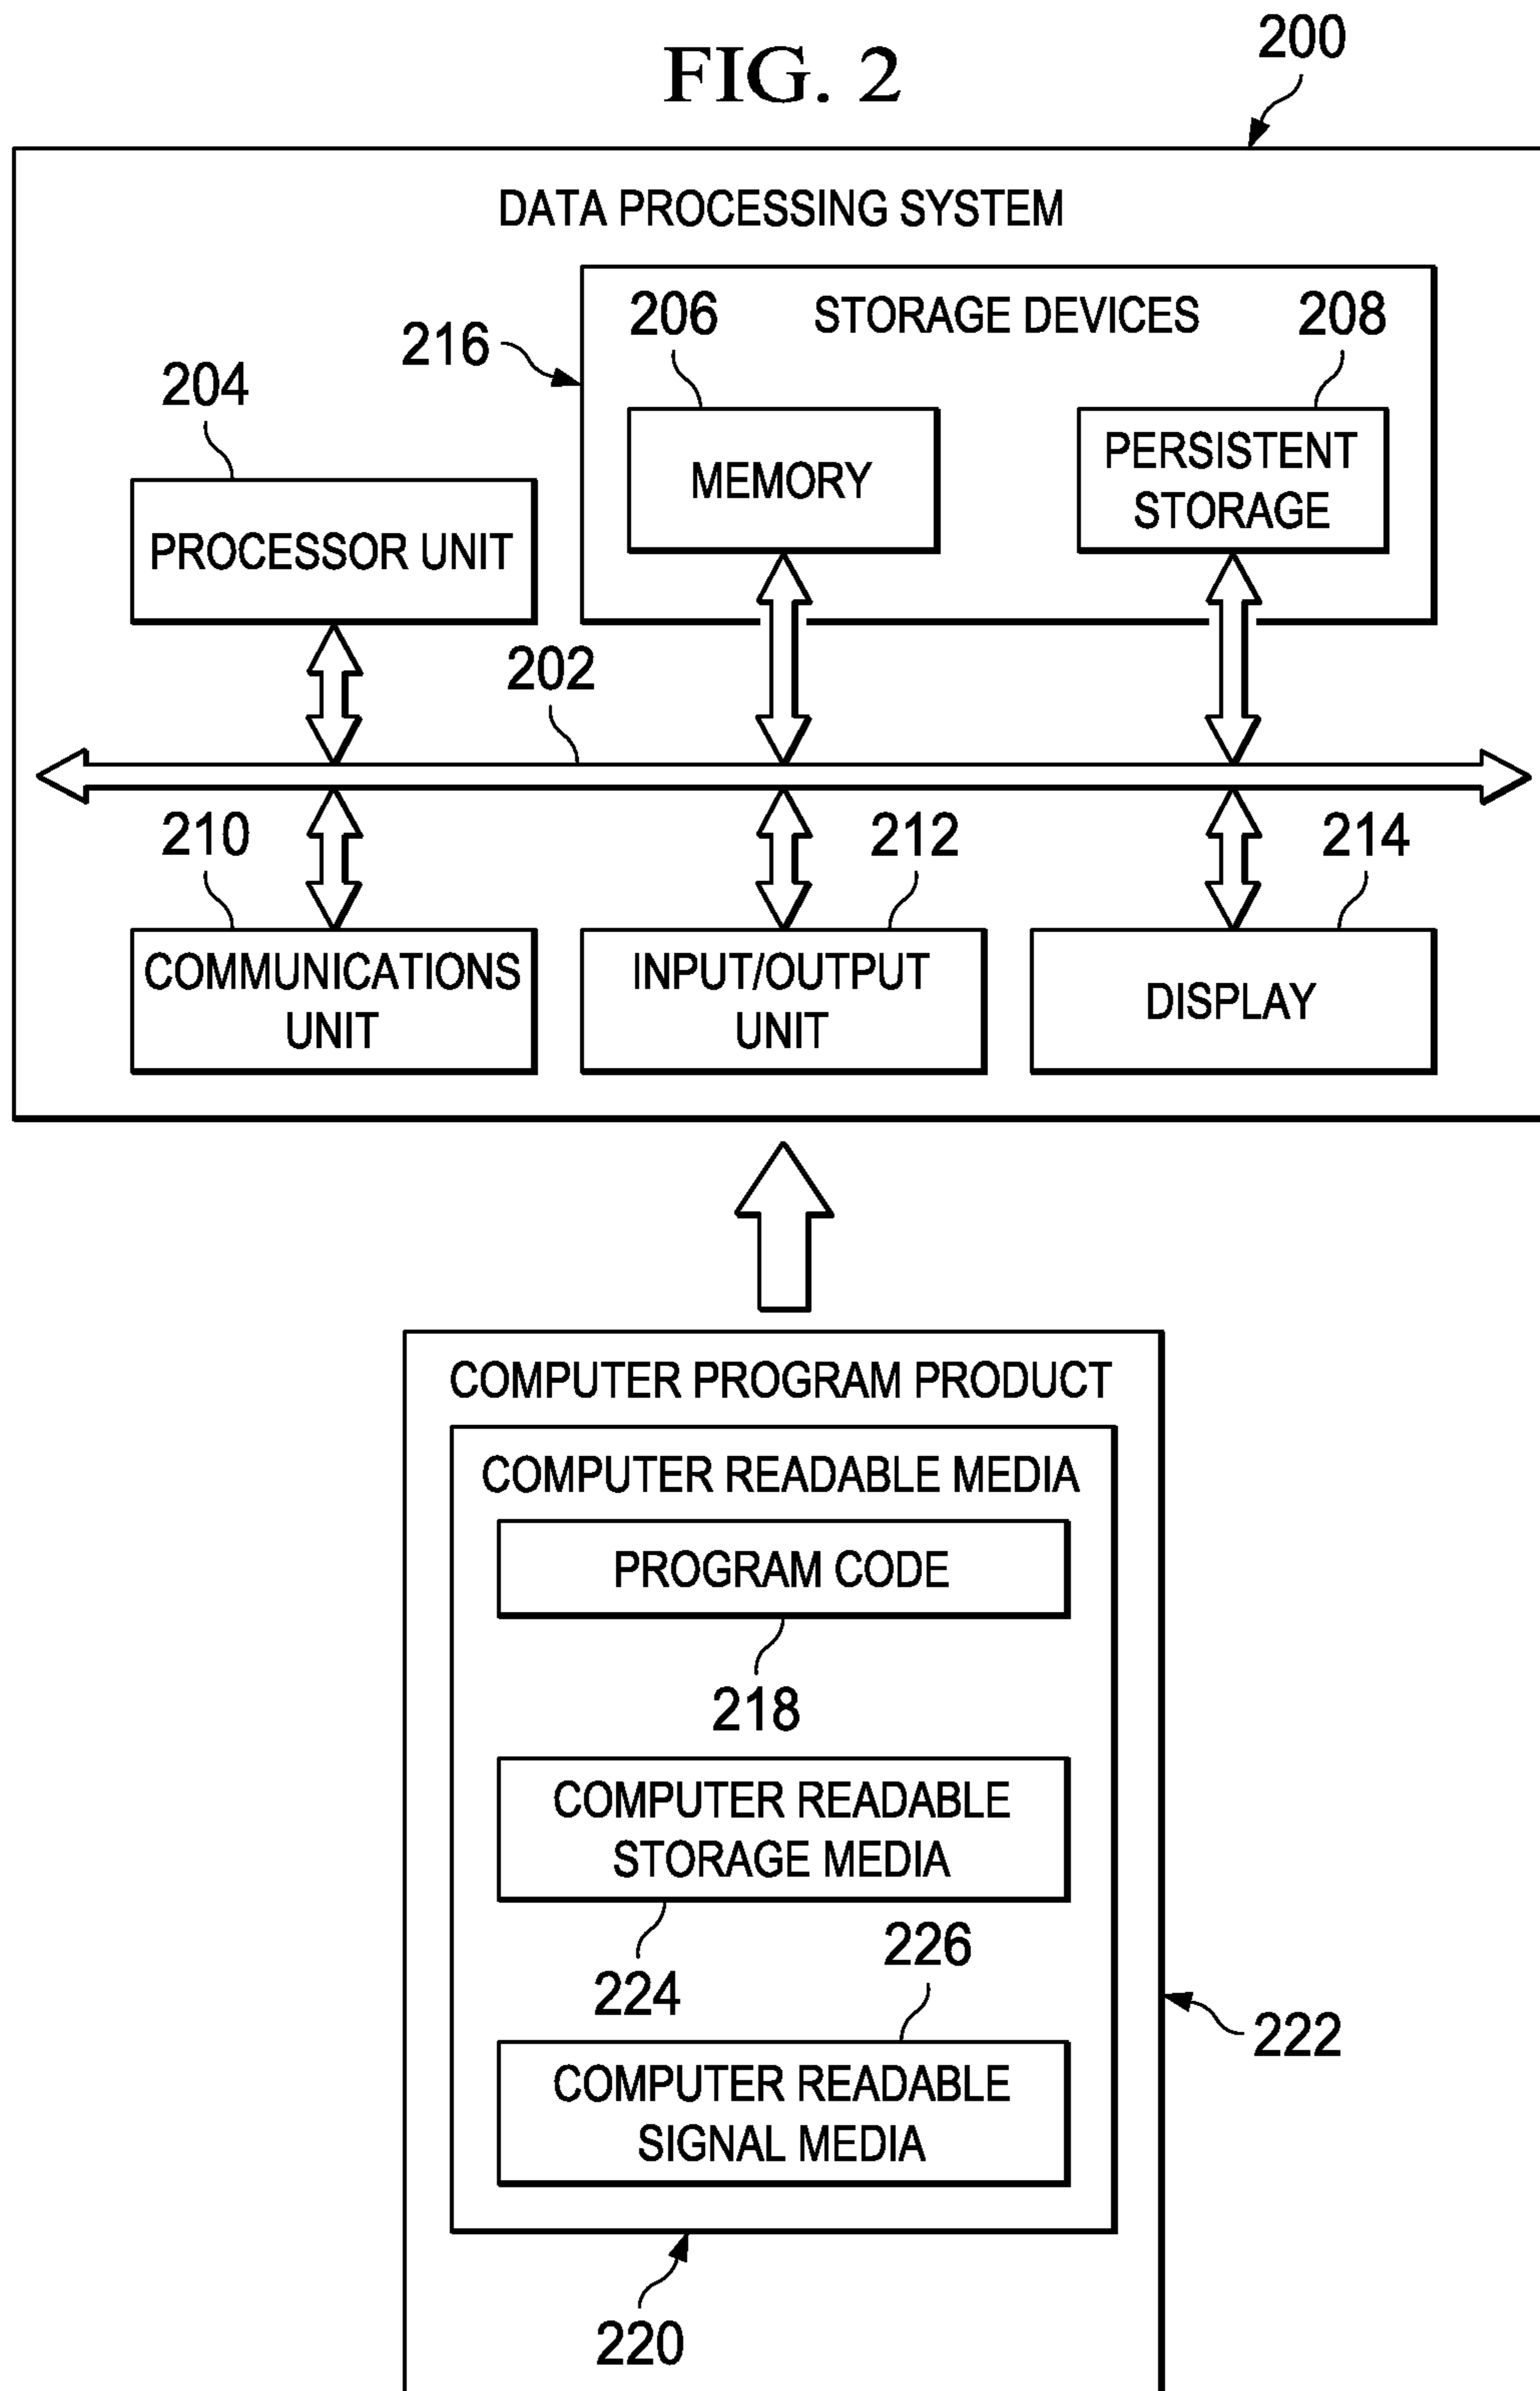 FIG. 2
200
DATA PROCESSING SYSTEM
216
206
STORAGE DEVICES
208
204
MEMORY
PERSISTENT
STORAGE
PROCESSOR UNIT
202
210
212
214
COMMUNICATIONS
UNIT
INPUT/OUTPUT
UNIT
DISPLAY
COMPUTER PROGRAM PRODUCT
COMPUTER READABLE MEDIA
PROGRAM CODE
218
COMPUTER READABLE
STORAGE MEDIA
224
226
COMPUTER READABLE
SIGNAL MEDIA
222
220